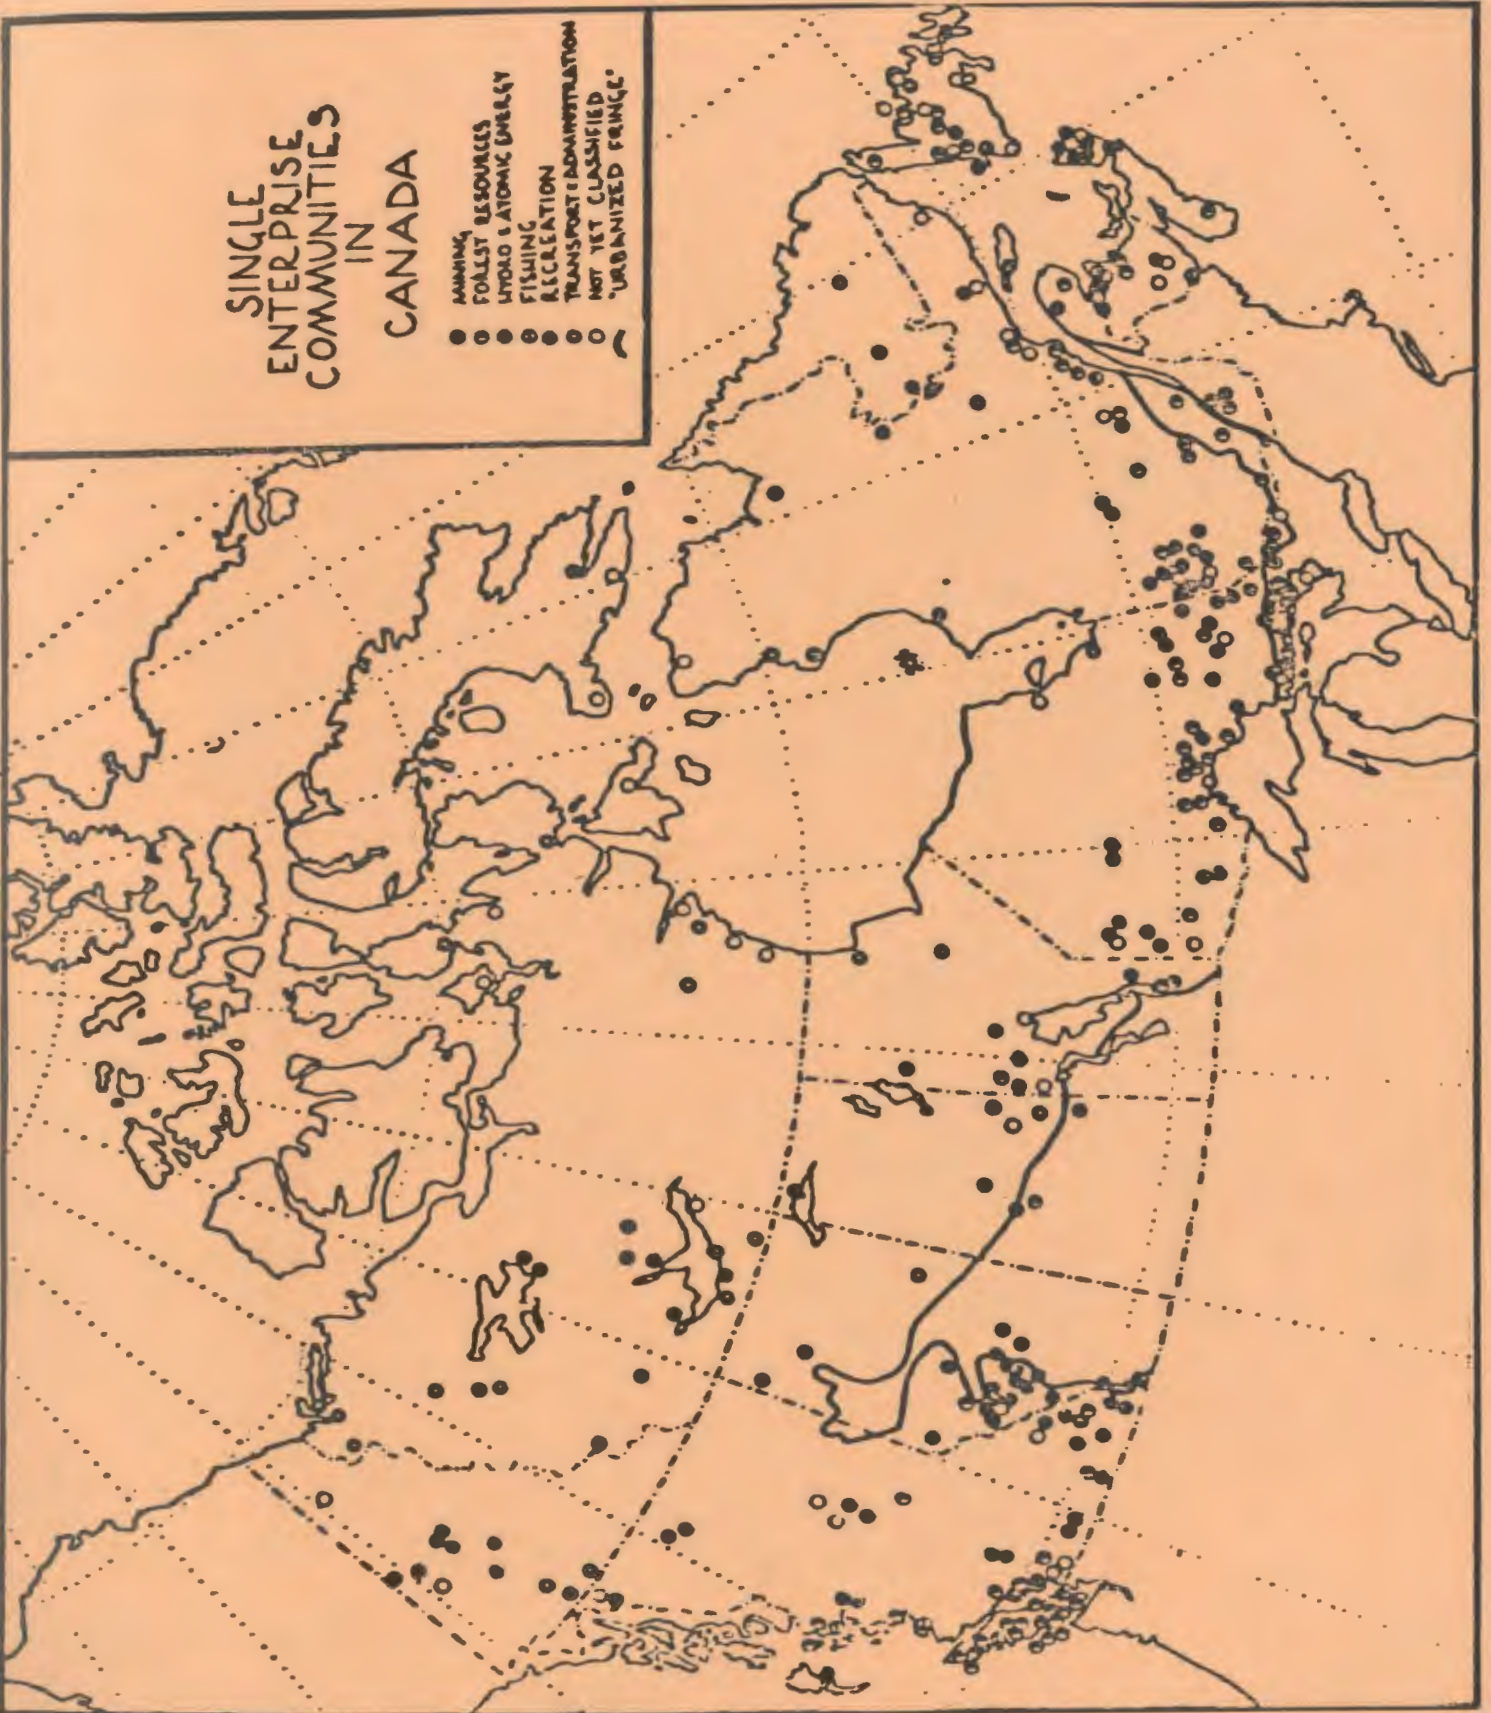 SINGLE
ENTERPRISE
COMMUNITIES
IN
CANADA
MINING
FOREST RESOURCES
HYDRO & ATOMIC ENERGY
FISHING
RECREATION
TRANSPORT & ADMINISTRATION
NOT YET CLASSIFIED
"URBANIZED FRINGE"